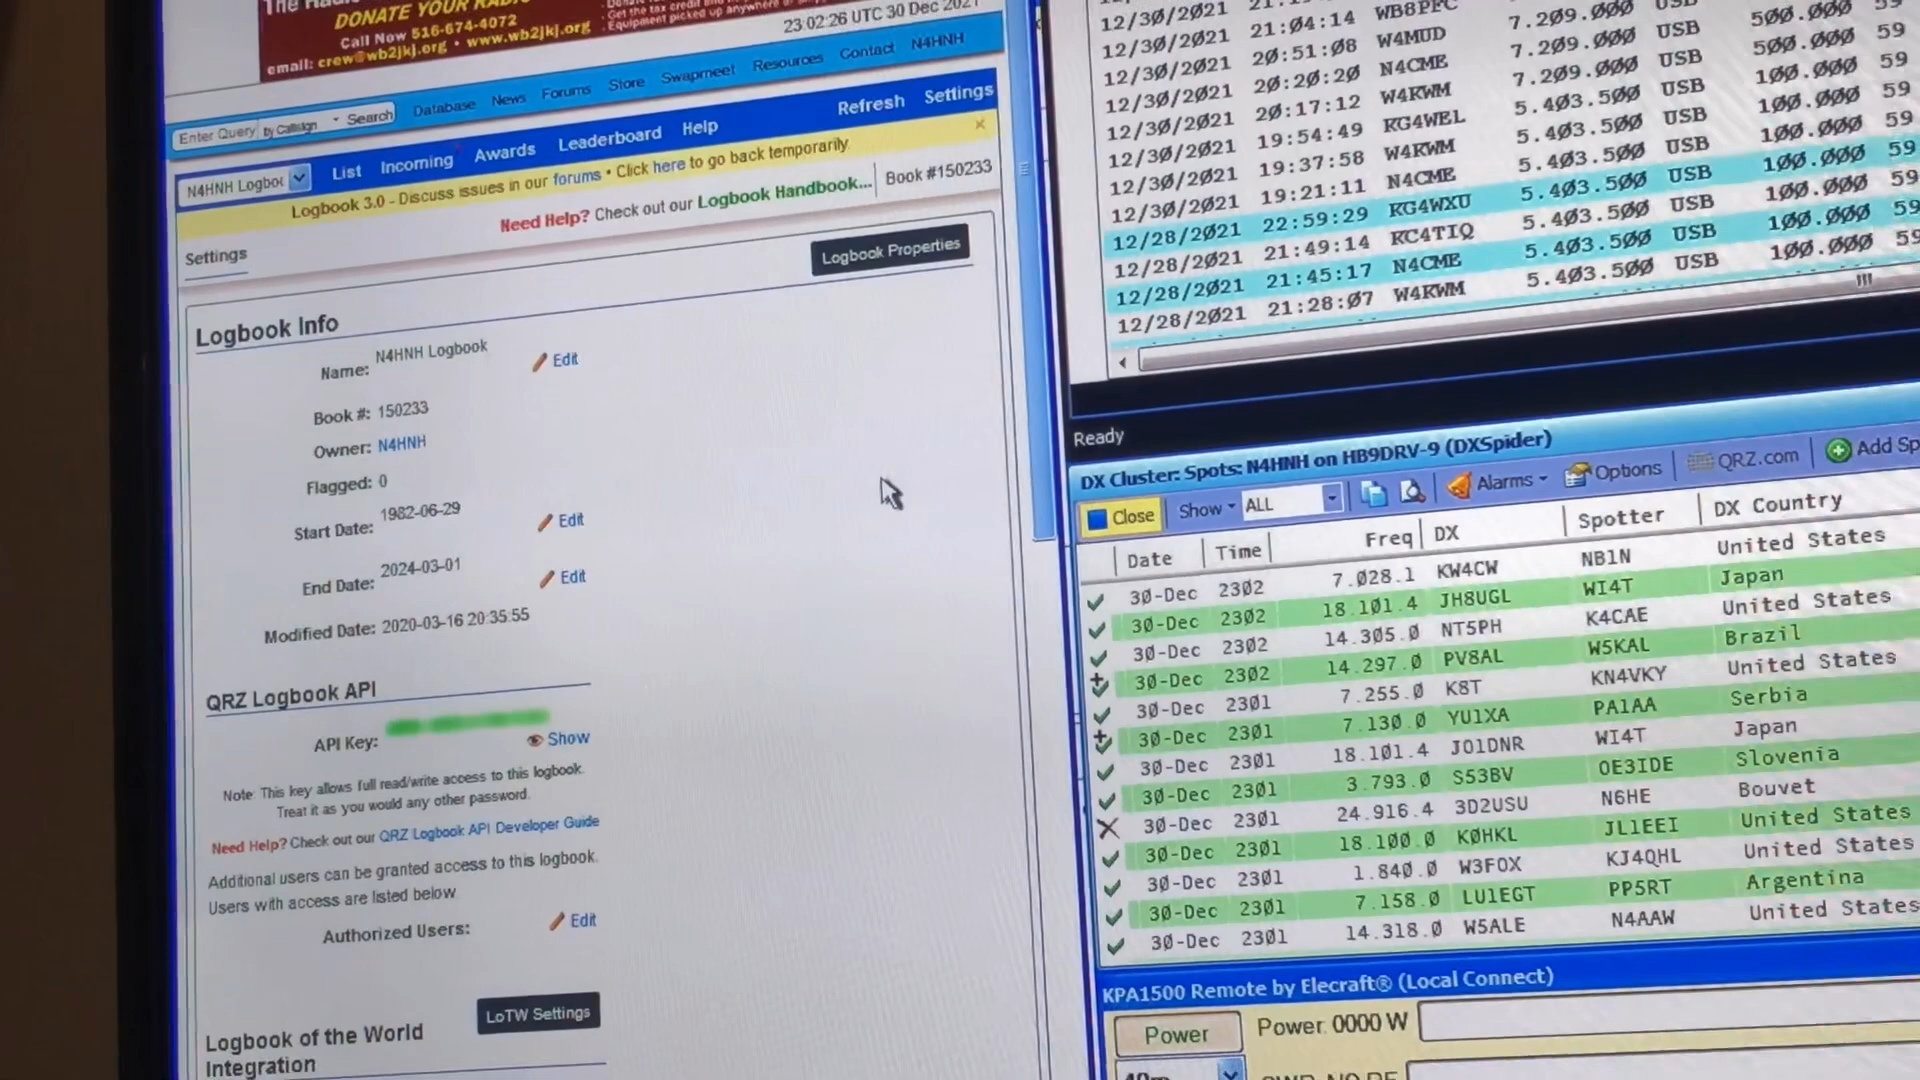 DONATE YOUR
Call Now 516-674-4072
Get the tax credit
Equipment picked up anywhere
email: crew@wb2jkj.org • www.wb2jkj.org
23:02:26 UTC 30 Dec 2021
Enter Query by Callsign Search Database News Forums Store Swapmeet Resources Contact N4HNH
List Incoming Awards Leaderboard Help Refresh Settings
Logbook 3.0 - Discuss issues in our forums • Click here to go back temporarily.
Need Help? Check out our Logbook Handbook... Book #150233
Settings
Logbook Properties
Logbook Info
Name: N4HNH Logbook Edit
Book #: 150233
Owner: N4HNH
Flagged: 0
Start Date: 1982-06-29 Edit
End Date: 2024-03-01 Edit
Modified Date: 2020-03-16 20:35:55
QRZ Logbook API
API Key: Show
Note: This key allows full read/write access to this logbook.
Treat it as you would any other password.
Need Help? Check out our QRZ Logbook API Developer Guide
Additional users can be granted access to this logbook.
Users with access are listed below
Authorized Users: Edit
Logbook of the World
Integration
LoTW Settings
12/30/2021
12/30/2021 21:04:14 WB8PFC 7.209.000 USB 500.000 59
12/30/2021 20:51:08 W4MUD 7.209.000 USB 500.000 59
12/30/2021 20:20:20 N4CME 7.209.000 USB 100.000 59
12/30/2021 20:17:12 W4RWM 5.403.500 USB 100.000 59
12/30/2021 19:54:49 KG4WEL 5.403.500 USB 100.000 59
12/30/2021 19:37:58 W4RWM 5.403.500 USB 100.000 59
12/30/2021 19:21:11 N4CME 5.403.500 USB 100.000 59
12/28/2021 22:59:29 KG4WXU 5.403.500 USB 100.000 59
12/28/2021 21:49:14 KC4TIQ 5.403.500 USB 100.000
12/28/2021 21:45:17 N4CME 5.403.500 USB
12/28/2021 21:28:07 W4RWM
Ready
DX Cluster: Spots: N4HNH on HB9DRV-9 (DXSpider)
Close Show ALL Alarms Options QRZ.com Add
Date Time Freq DX Spotter DX Country
30-Dec 2302 7.028.1 KW4CW NB1N United States
30-Dec 2302 18.101.4 JH8UGL WI4T Japan
30-Dec 2302 14.305.0 NT5PH K4CAE United States
30-Dec 2302 14.297.0 PV8AL W5KAL Brazil
30-Dec 2301 7.255.0 K8T KN4VKY United States
30-Dec 2301 7.130.0 YU1XA PA1AA Serbia
30-Dec 2301 18.101.4 JO1DNR WI4T Japan
30-Dec 2301 3.793.0 S53BV OE3IDE Slovenia
30-Dec 2301 24.916.4 3D2USU N6HE Bouvet
30-Dec 2301 18.100.0 K0HKL JL1EEI United States
30-Dec 2301 1.840.0 W3FOX KJ4QHL United States
30-Dec 2301 7.158.0 LU1EGT PP5RT Argentina
30-Dec 2301 14.318.0 W5ALE N4AAW United States
KPA1500 Remote by Elecraft® (Local Connect)
Power Power: 0000 W